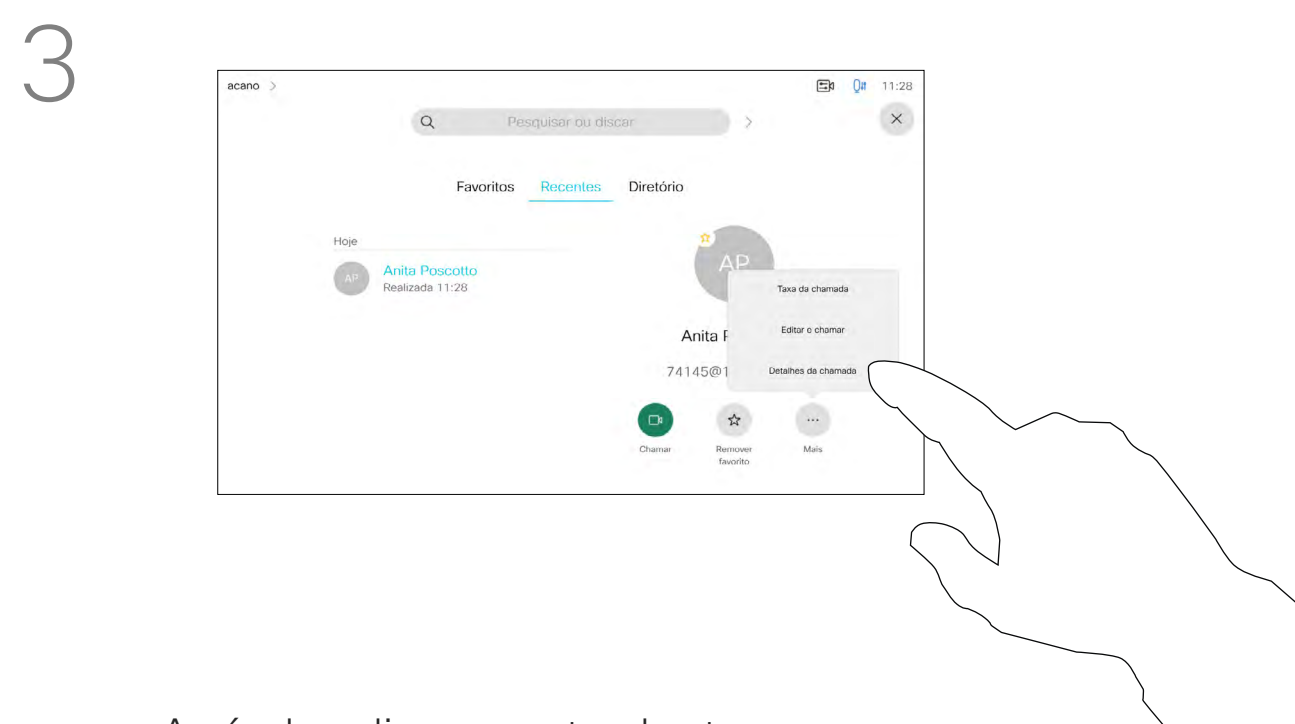 3
acano >
11:28
Pesquisar ou discar >
Favoritos Recentes Diretório
Hoje
AP
Anita Poscotto
Realizada 11:28
AP
Taxa da chamada
Editar e chamar
Detalhes da chamada
Anita P
74145@1
Chamar
Remover
favorito
Mais